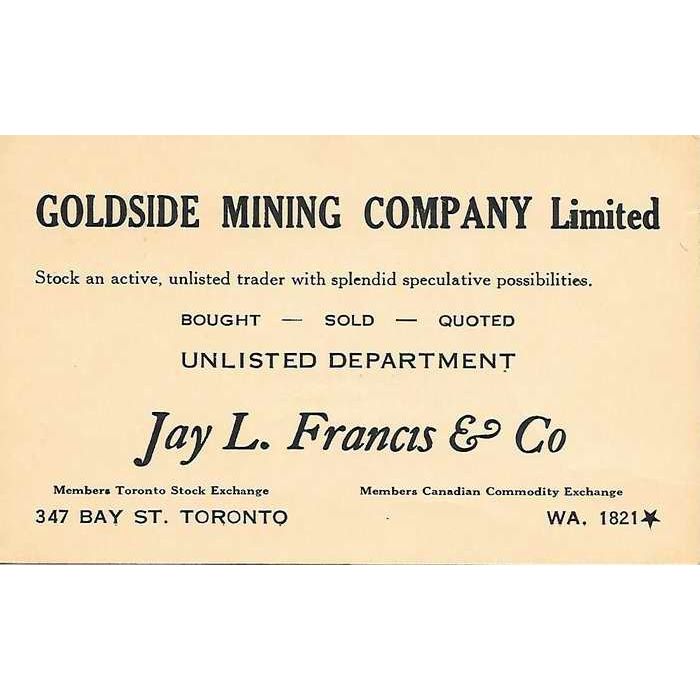 GOLDSIDE MINING COMPANY Limited
Stock an active, unlisted trader with splendid speculative possibilities.
BOUGHT — SOLD — QUOTED
UNLISTED DEPARTMENT
Jay L. Francis & Co
Members Toronto Stock Exchange Members Canadian Commodity Exchange
347 BAY ST. TORONTO WA. 1821★